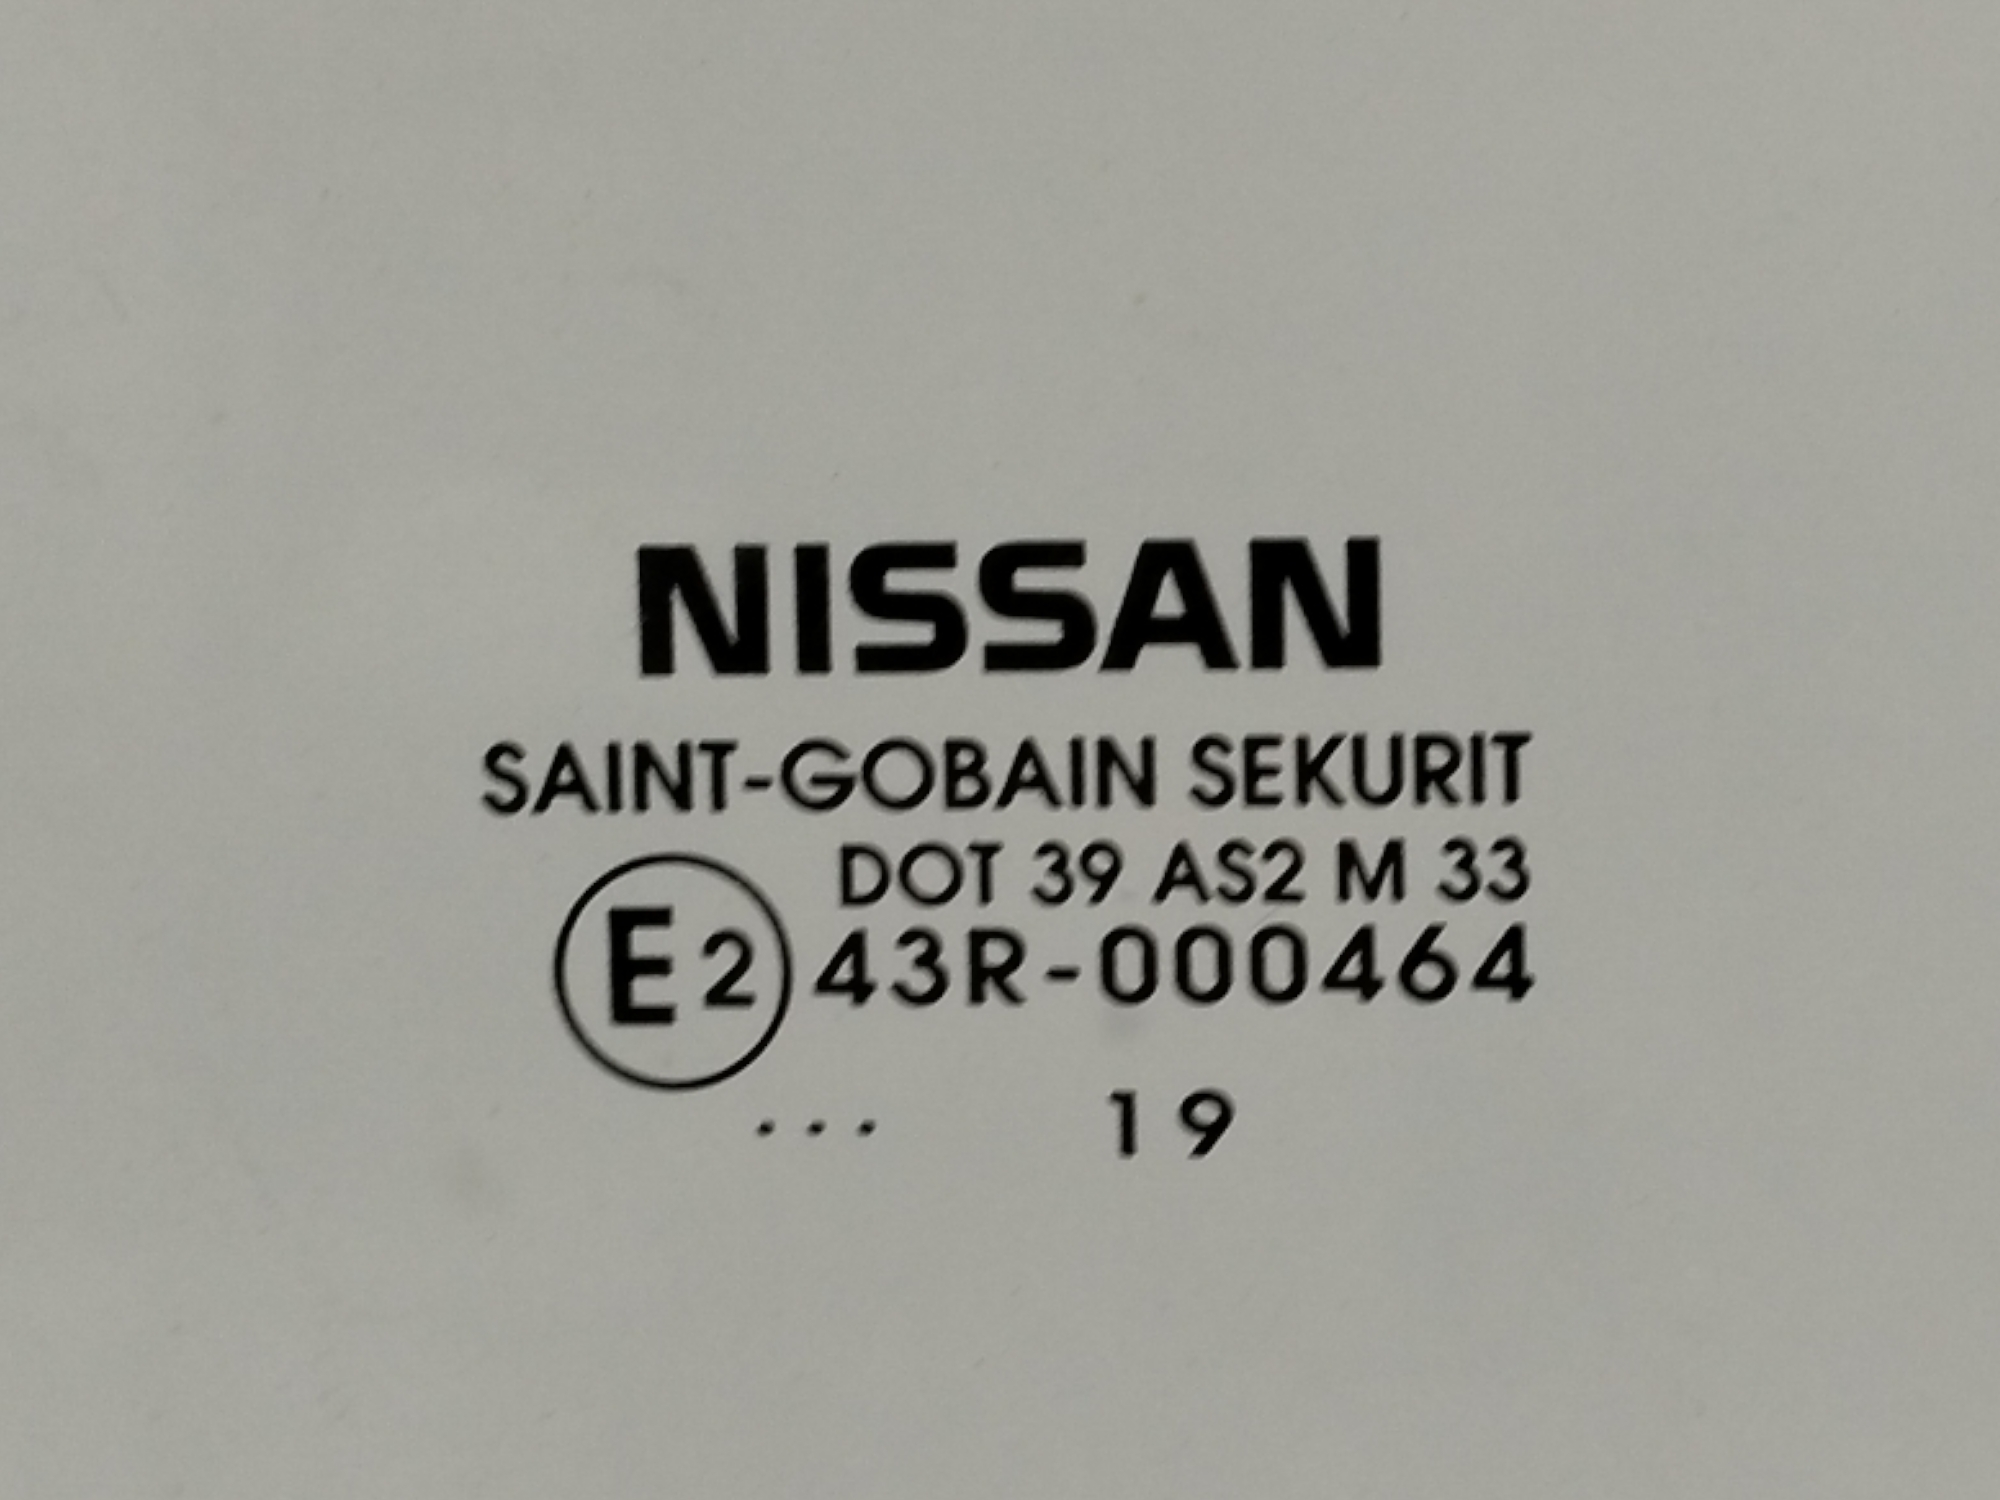 NISSAN
SAINT-GOBAIN SEKURIT
DOT 39 AS2 M 33
E2 43R-000464
... 19